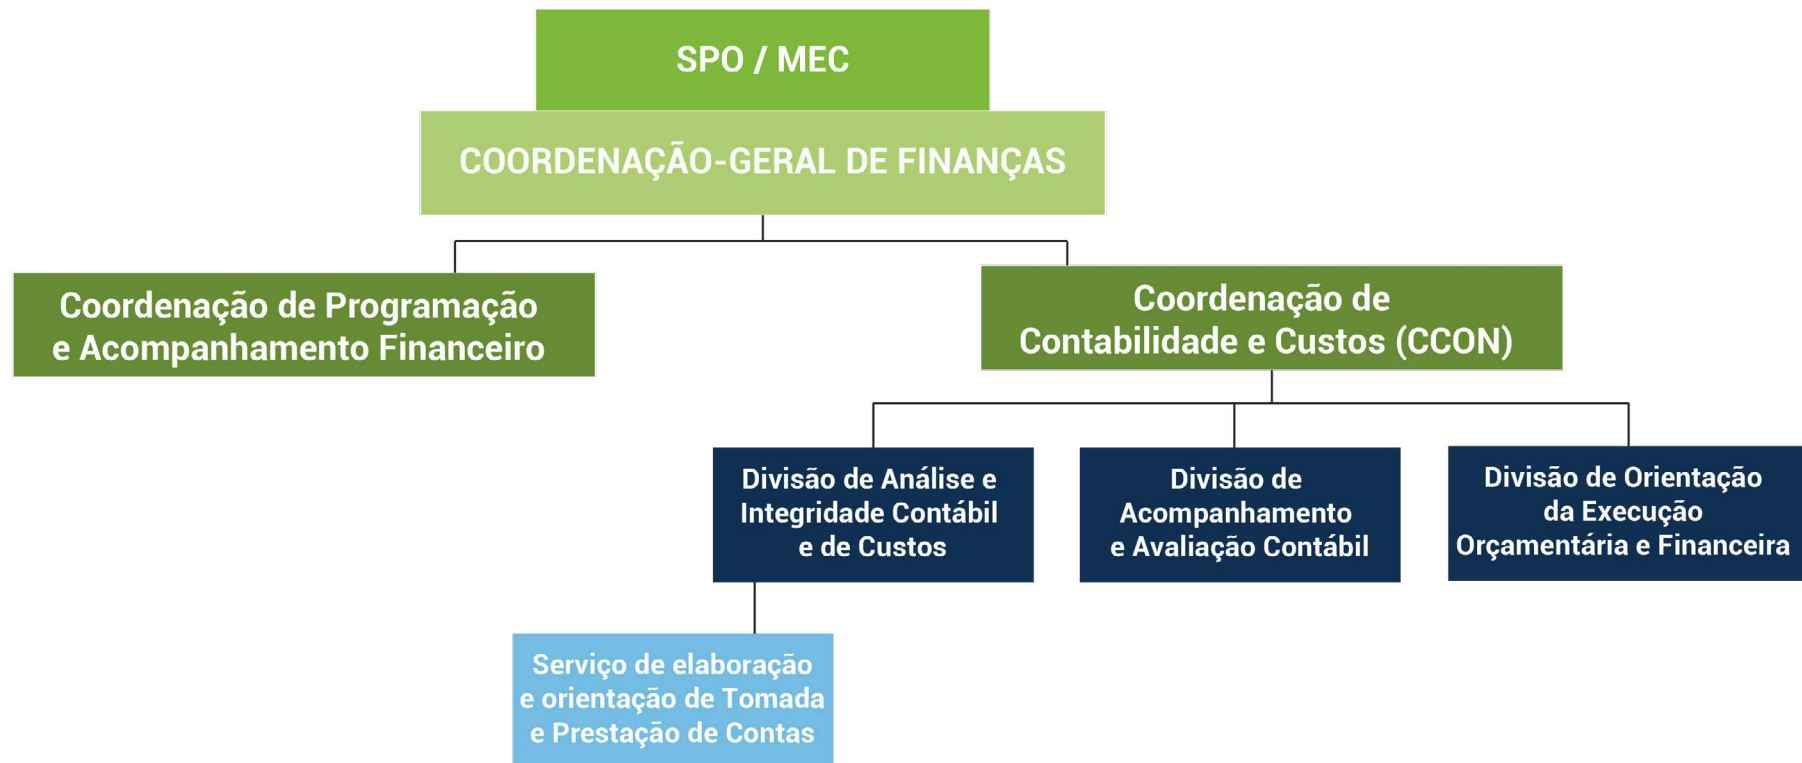 SPO / MEC
COORDENAÇÃO-GERAL DE FINANÇAS
Coordenação de Programação
e Acompanhamento Financeiro
Coordenação de
Contabilidade e Custos (CCON)
Divisão de Análise e
Integridade Contábil
e de Custos
Divisão de
Acompanhamento
e Avaliação Contábil
Divisão de Orientação
da Execução
Orçamentária e Financeira
Serviço de elaboração
e orientação de Tomada
e Prestação de Contas